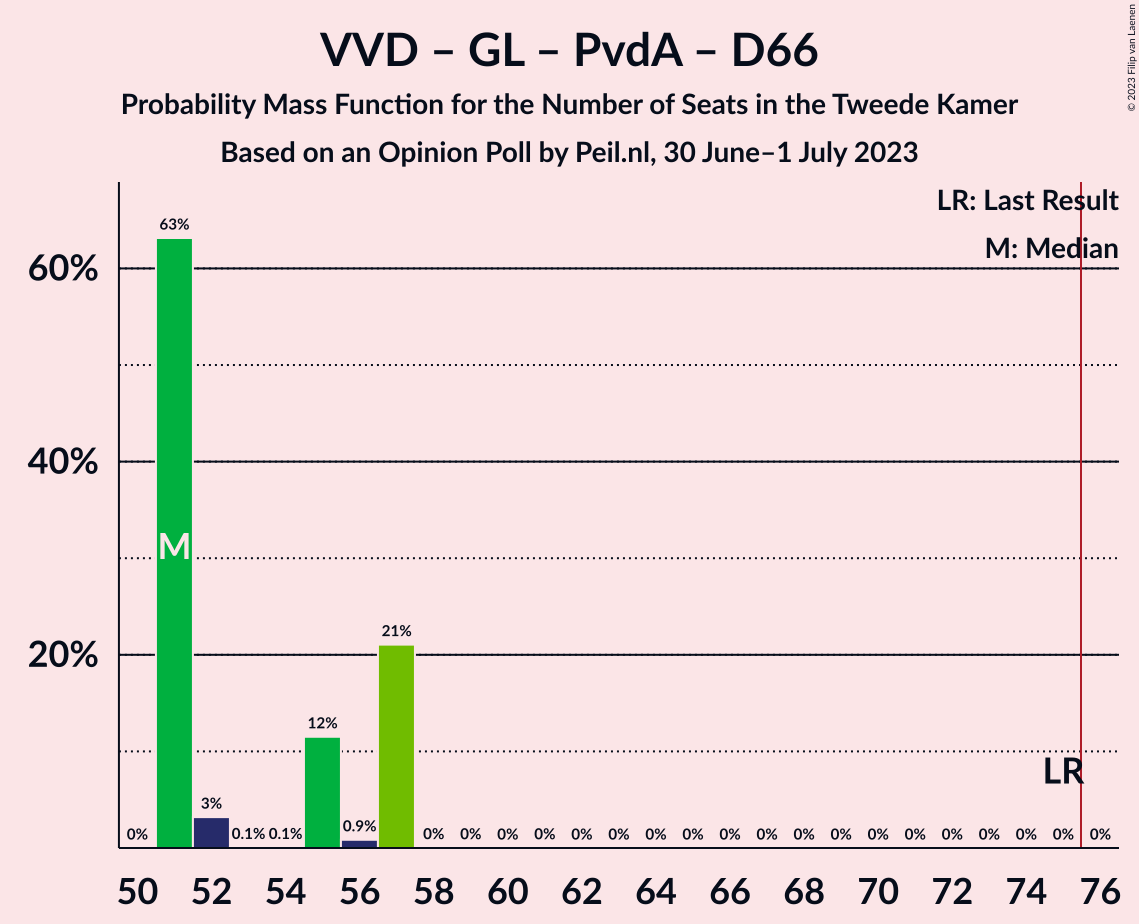 VVD – GL – PvdA – D66
Probability Mass Function for the Number of Seats in the Tweede Kamer
Based on an Opinion Poll by Peil.nl, 30 June–1 July 2023
© 2023 Filip van Laenen
LR: Last Result
M: Median
60%
40%
20%
63%
M
3%
0.1%
0.1%
12%
0.9%
21%
LR
0% 0% 0% 0% 0% 0% 0% 0% 0% 0% 0% 0% 0% 0% 0% 0% 0% 0% 0% 0%
50 52 54 56 58 60 62 64 66 68 70 72 74 76